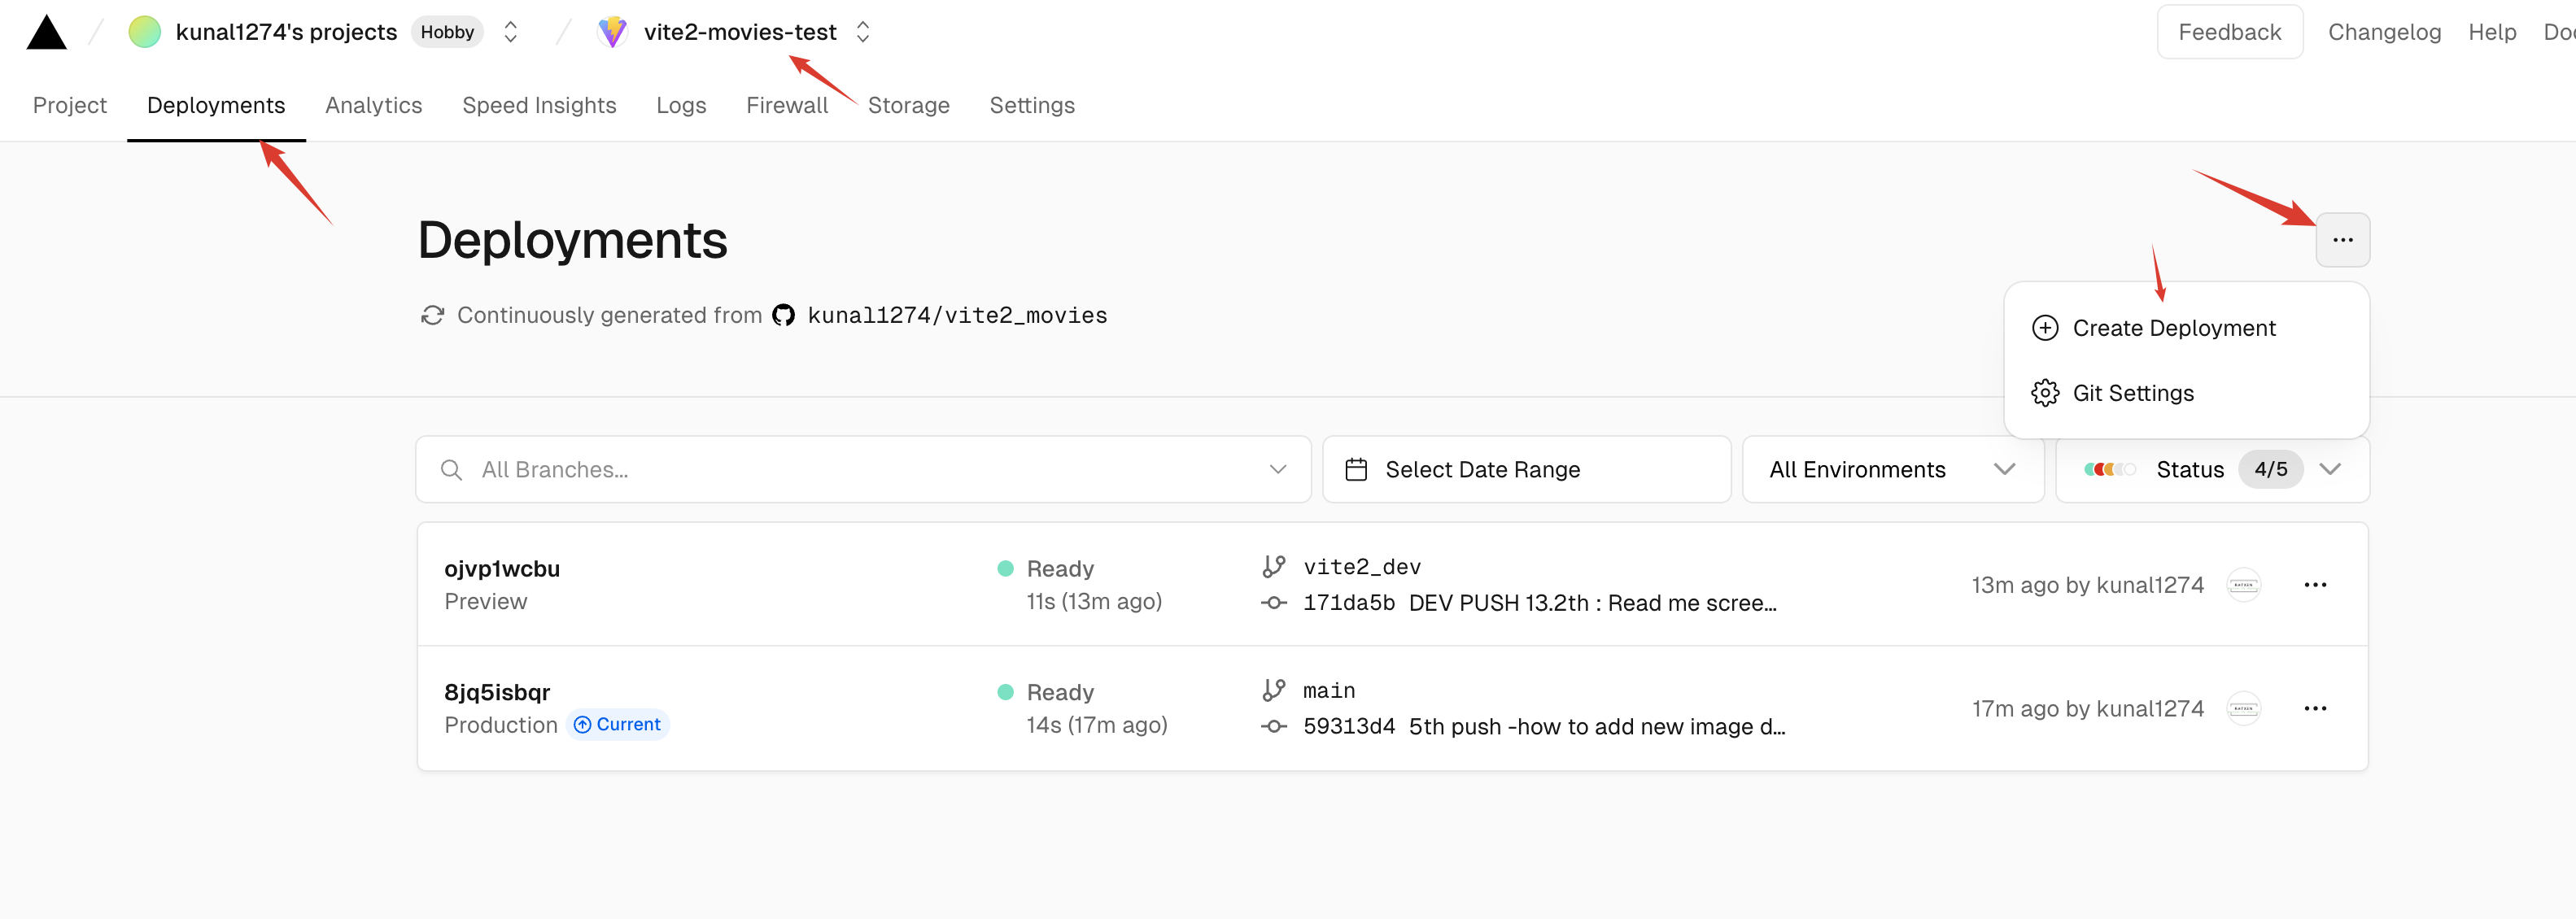 kunal1274's projects Hobby vite2-movies-test Feedback Changelog Help
Project Deployments Analytics Speed Insights Logs Firewall Storage Settings
Deployments
Continuously generated from kunal1274/vite2_movies
Create Deployment
Git Settings
All Branches... Select Date Range All Environments Status 4/5
ojvp1wcbu Ready vite2_dev
Preview 11s (13m ago) 171da5b DEV PUSH 13.2th : Read me scree... 13m ago by kunal1274
8jq5isbqr Ready main
Production Current 14s (17m ago) 59313d4 5th push -how to add new image d... 17m ago by kunal1274